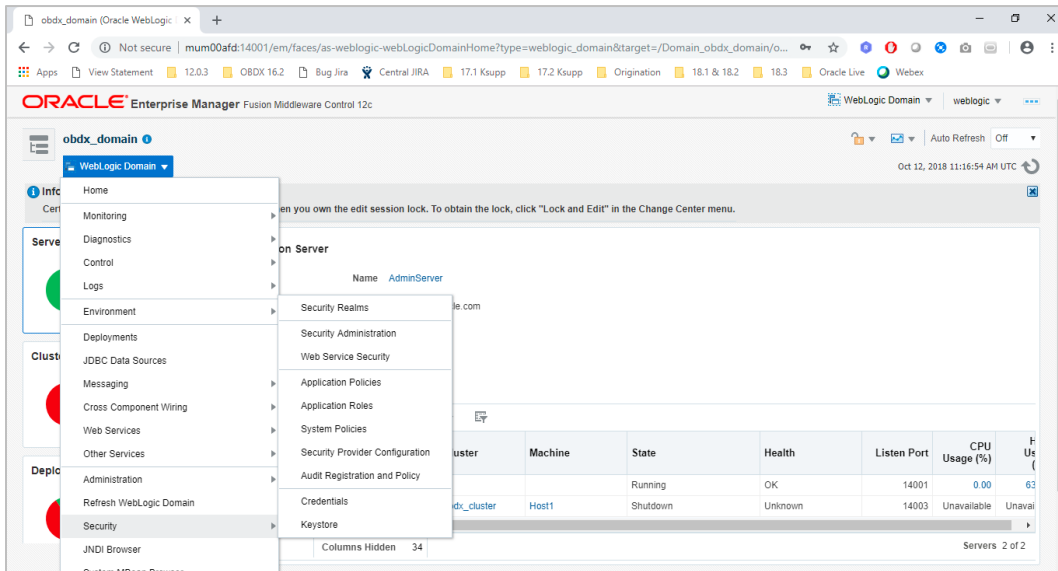 obdx_domain (Oracle WebLogic
Not secure | mum00afd:14001/em/faces/as-weblogic-webLogicDomainHome?type=weblogic_domain&target=/Domain_obdx_domain/o...
Apps View Statement 12.0.3 OBDX 16.2 Bug Jira Central JIRA 17.1 Ksupp 17.2 Ksupp Origination 18.1 & 18.2 18.3 Oracle Live Webex
ORACLE Enterprise Manager Fusion Middleware Control 12c WebLogic Domain weblogic
obdx_domain Auto Refresh Off
WebLogic Domain Oct 12, 2018 11:16:54 AM UTC
Home
Monitoring
Diagnostics
Control
Logs
Environment
Deployments
JDBC Data Sources
Messaging
Cross Component Wiring
Web Services
Other Services
Administration
Refresh WebLogic Domain
Security
JNDI Browser
Security Realms
Security Administration
Web Service Security
Application Policies
Application Roles
System Policies
Security Provider Configuration
Audit Registration and Policy
Credentials
Keystore
en you own the edit session lock. To obtain the lock, click "Lock and Edit" in the Change Center menu.
on Server
Name AdminServer
le.com
uster Machine State Health Listen Port CPU Usage (%)
Running OK 14001 0.00 63
dx_cluster Host1 Shutdown Unknown 14003 Unavailable Unavai
Columns Hidden 34 Servers 2 of 2